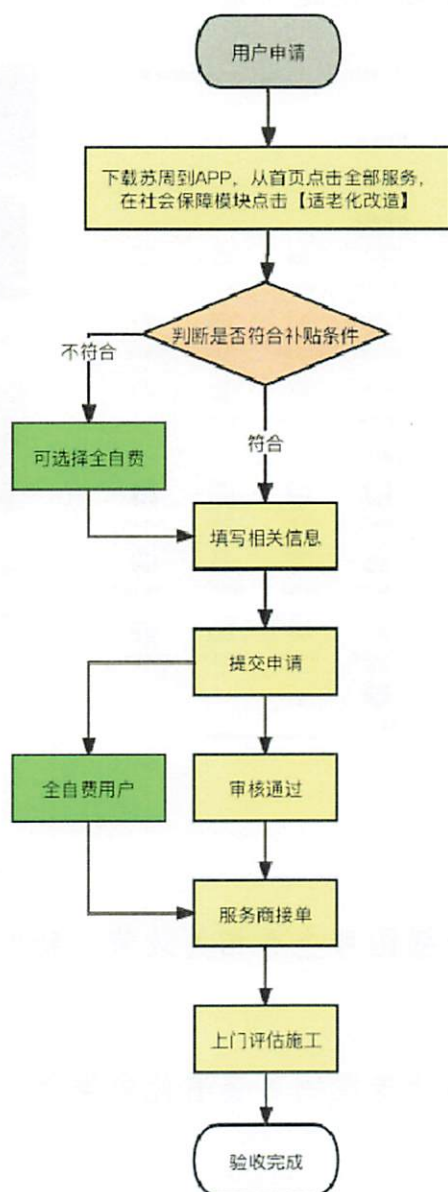 用户申请
下载苏周到APP，从首页点击全部服务，
在社会保障模块点击【适老化改造】
判断是否符合补贴条件
不符合
符合
可选择全自费
填写相关信息
提交申请
全自费用户
审核通过
服务商接单
上门评估施工
验收完成